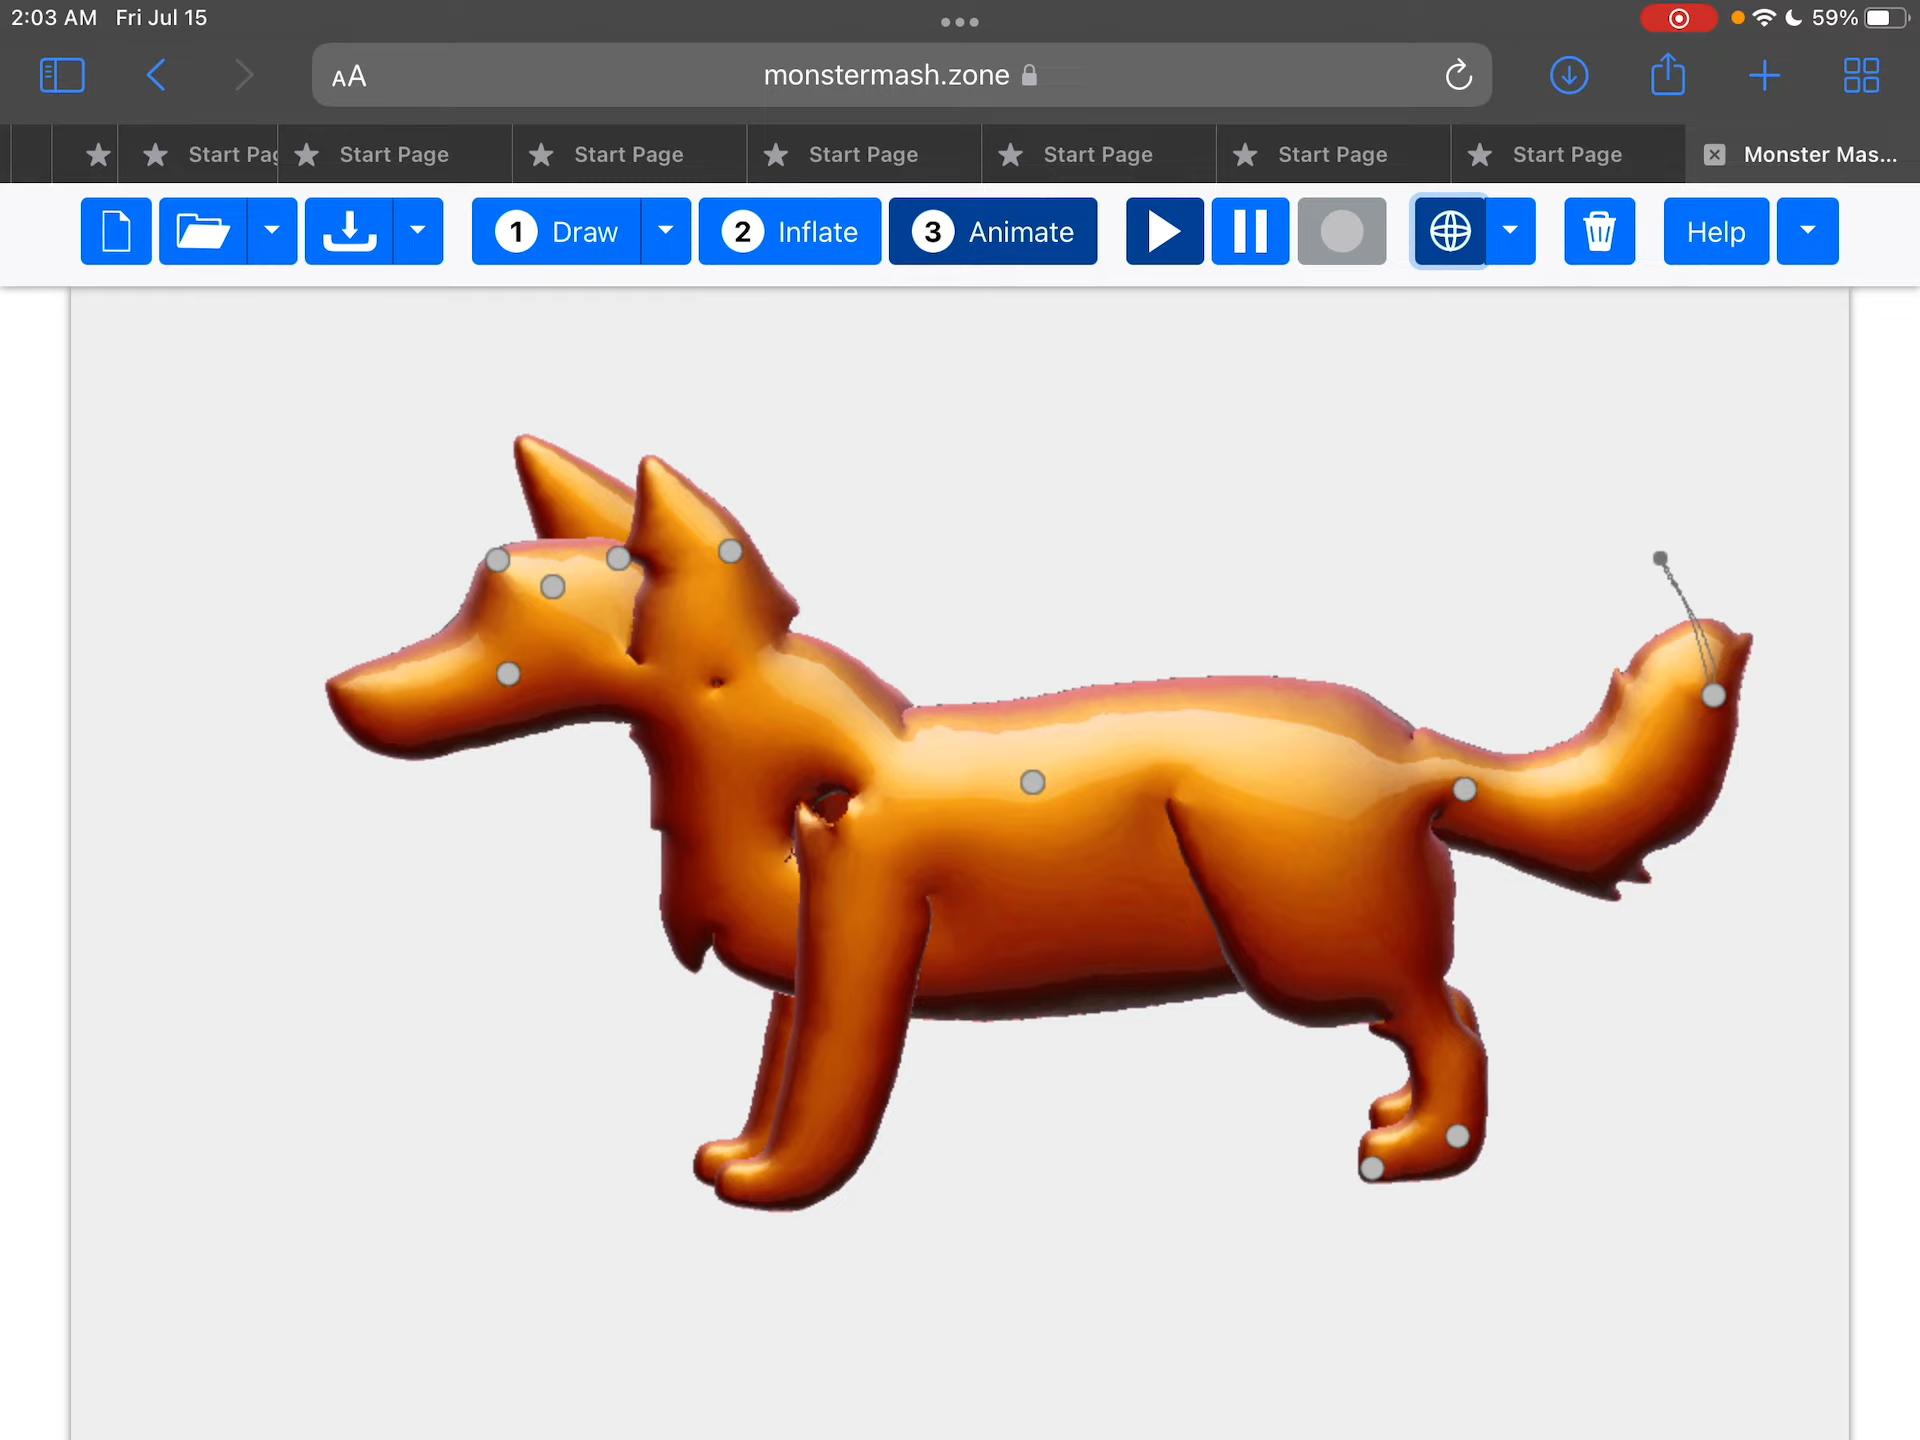 2:03 AM Fri Jul 15 59%
AA monstermash.zone
Start Pag Start Page Start Page Start Page Start Page Start Page Start Page Monster Mas...
1 Draw 2 Inflate 3 Animate Help